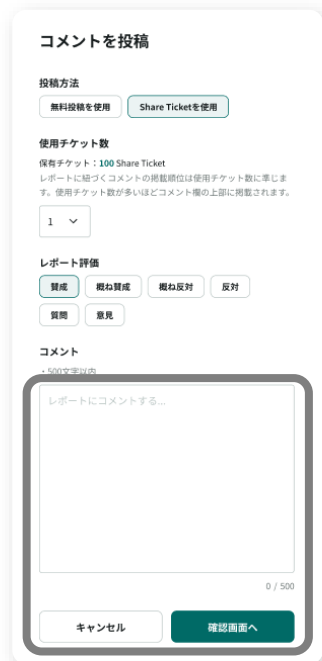 コメントを投稿
投稿方法
無料投稿を使用
Share Ticketを使用
使用チケット数
保有チケット：100 Share Ticket
レポートに紐づくコメントの掲載順位は使用チケット数に準じま
す。使用チケット数が多いほどコメント欄の上部に掲載されます。
1
レポート評価
賛成
概ね賛成
概ね反対
反対
質問
意見
コメント
・500文字以内
レポートにコメントする...
0 / 500
キャンセル
確認画面へ